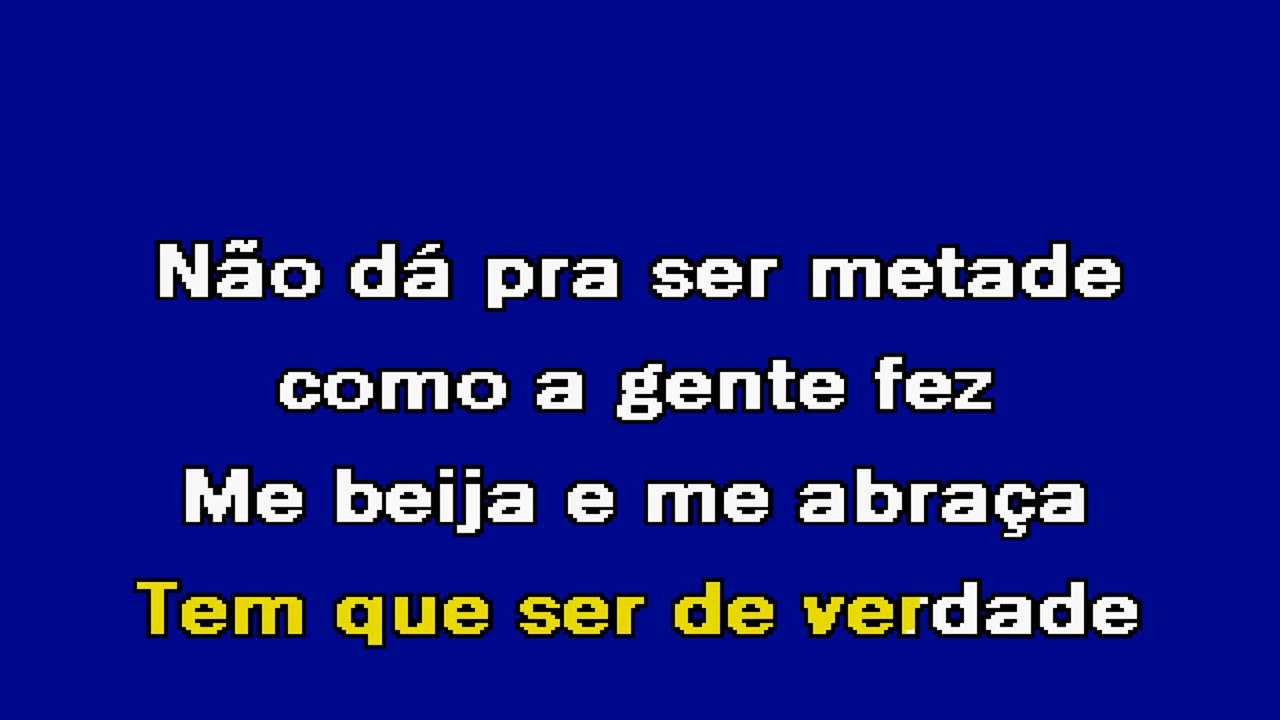 Não dá pra ser metade
como a gente fez
Me beija e me abraça
Tem que ser de verdade